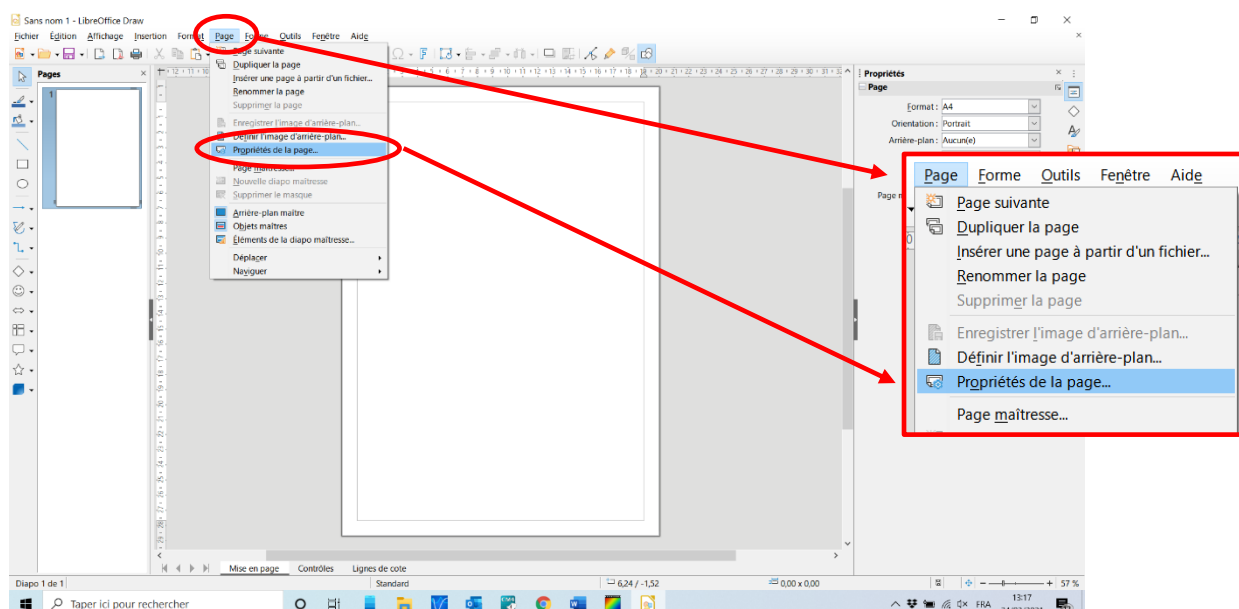 Sans nom 1 - LibreOffice Draw
Fichier Édition Affichage Insertion Format Page Forme Outils Fenêtre Aide
Pages
1
Page suivante
Dupliquer la page
Insérer une page à partir d'un fichier...
Renommer la page
Supprimer la page
Enregistrer l'image d'arrière-plan...
Définir l'image d'arrière-plan...
Propriétés de la page...
Page maîtresse...
Nouvelle diapo maîtresse
Supprimer le masque
Arrière-plan maître
Objets maîtres
Éléments de la diapo maîtresse...
Déplacer
Naviguer
Propriétés
Page
Format : A4
Orientation : Portrait
Arrière-plan : Aucun(e)
Page Forme Outils Fenêtre Aide
Page suivante
Dupliquer la page
Insérer une page à partir d'un fichier...
Renommer la page
Supprimer la page
Enregistrer l'image d'arrière-plan...
Définir l'image d'arrière-plan...
Propriétés de la page...
Page maîtresse...
Mise en page Contrôles Lignes de cote
Diapo 1 de 1 Standard 6,24 / -1,52 0,00 x 0,00 57 %
Taper ici pour rechercher
FRA 13:17